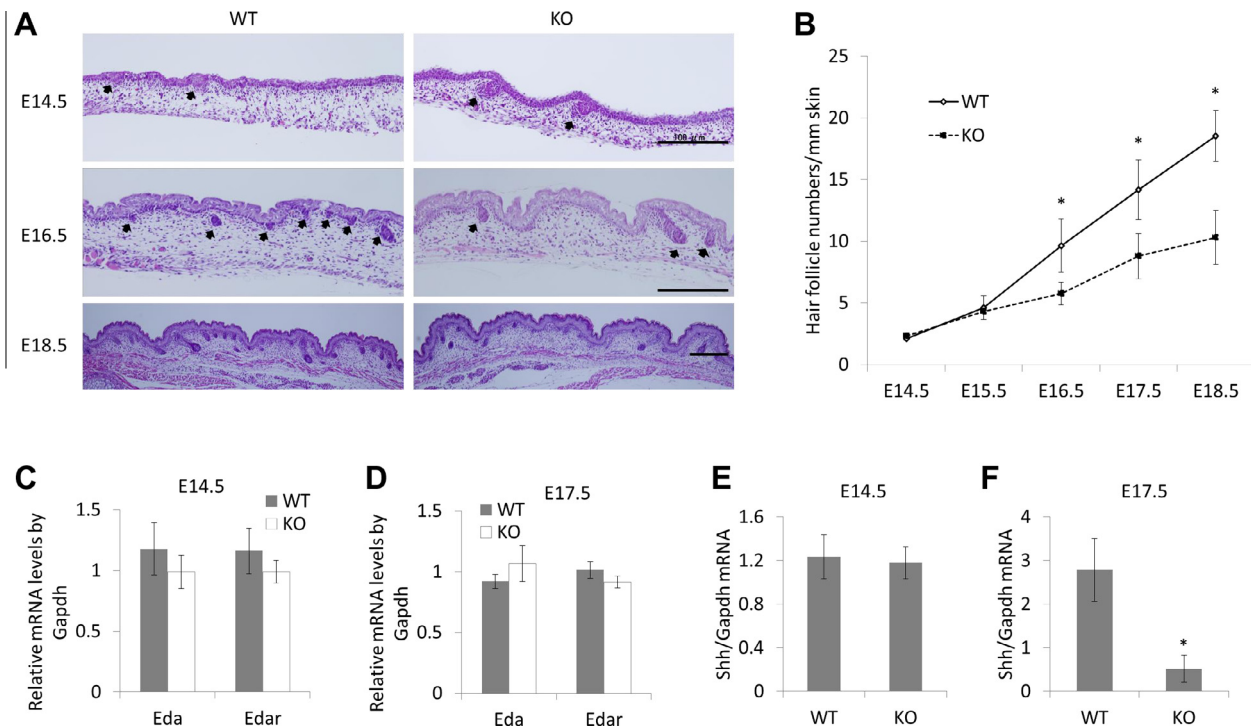 A
WT
KO
E14.5
E16.5
E18.5
B
Hair follicle numbers/mm skin
25
20
15
10
5
0
WT
KO
*
*
*
E14.5 E15.5 E16.5 E17.5 E18.5
C
E14.5
Relative mRNA levels by
Gapdh
1.5
1
0.5
0
WT
KO
Eda Edar
D
E17.5
Relative mRNA levels by
Gapdh
1.5
1
0.5
0
WT
KO
Eda Edar
E
E14.5
Shh/Gapdh mRNA
1.6
1.2
0.8
0.4
0
WT KO
F
E17.5
Shh/Gapdh mRNA
4
3
2
1
0
*
WT KO